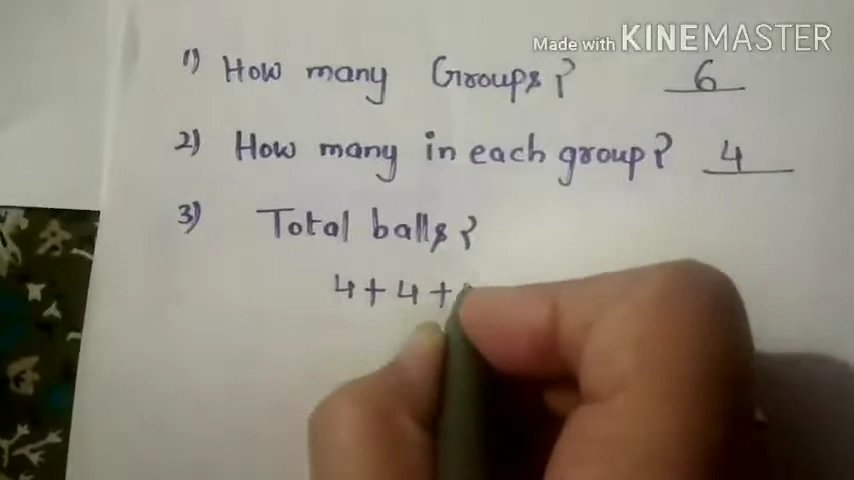 Made with KINEMASTER
1) How many Groups? 6
2) How many in each group? 4
3) Total balls?
4 + 4 +